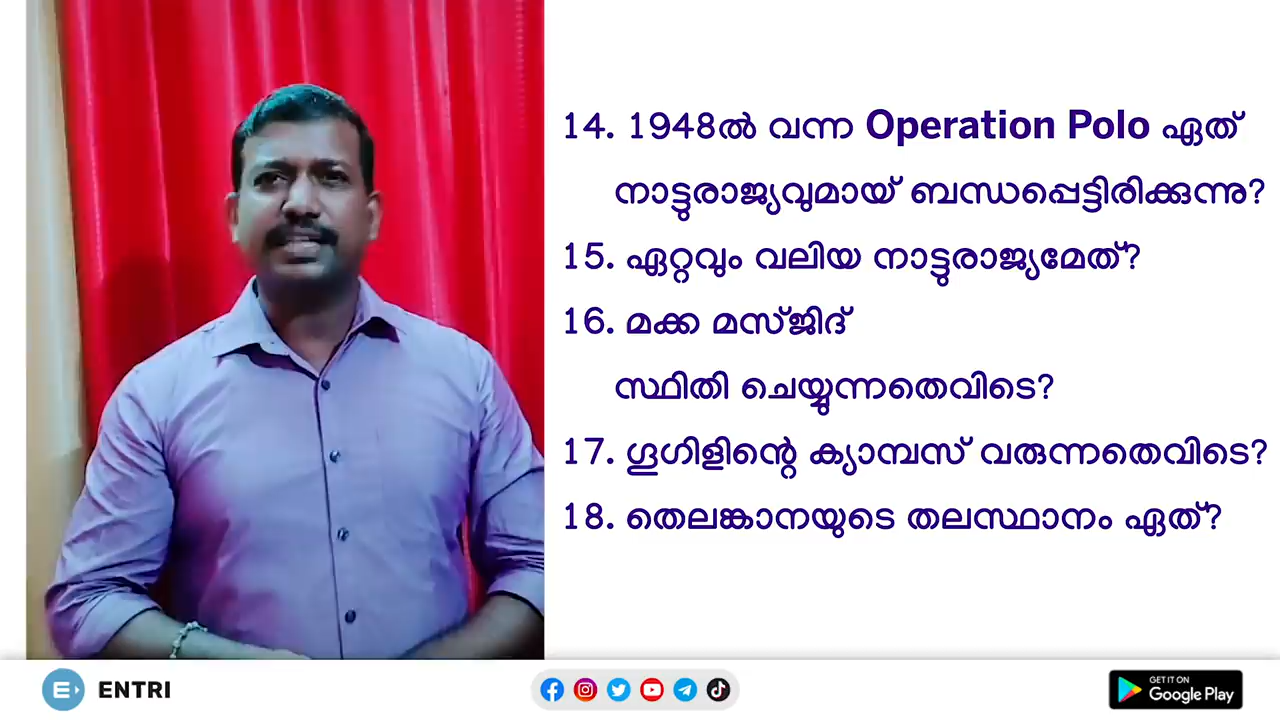 14. 1948ൽ വന്ന Operation Polo ഏത്
നാട്ടുരാജ്യവുമായ് ബന്ധപ്പെട്ടിരിക്കുന്നു?
15. ഏറ്റവും വലിയ നാട്ടുരാജ്യമേത്?
16. മക്ക മസ്ജിദ്
സ്ഥിതി ചെയ്യുന്നതെവിടെ?
17. ഗൂഗിളിന്റെ ക്യാമ്പസ് വരുന്നതെവിടെ?
18. തെലങ്കാനയുടെ തലസ്ഥാനം ഏത്?
E
ENTRI
GET IT ON
Google Play